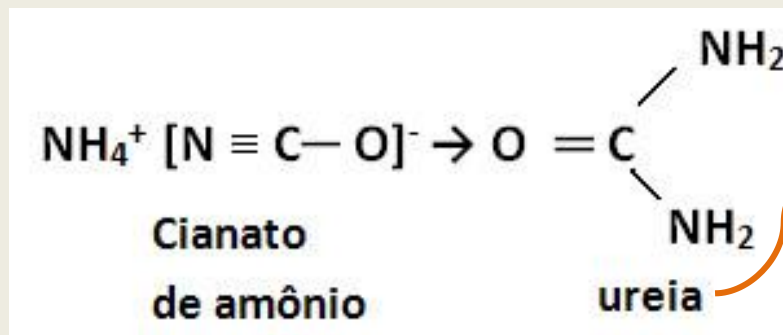 NH₂
NH₄⁺ [N ≡ C— O]⁻ → O = C
NH₂
Cianato
de amônio
ureia